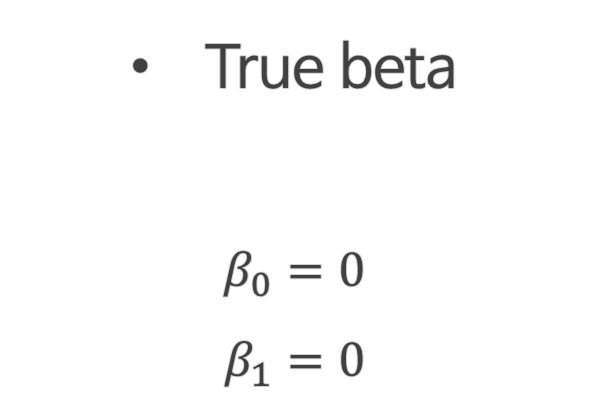 • True beta
β₀ = 0
β₁ = 0